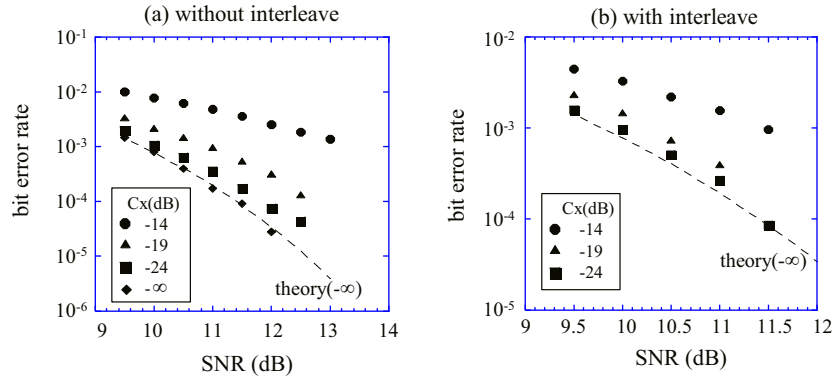 (a) without interleave
10-1
10-2
10-3
10-4
10-5
10-6
bit error rate
Cx(dB)
-14
-19
-24
-∞
theory(-∞)
9 10 11 12 13 14
SNR (dB)
(b) with interleave
10-2
10-3
10-4
10-5
bit error rate
Cx(dB)
-14
-19
-24
theory(-∞)
9 9.5 10 10.5 11 11.5 12
SNR (dB)